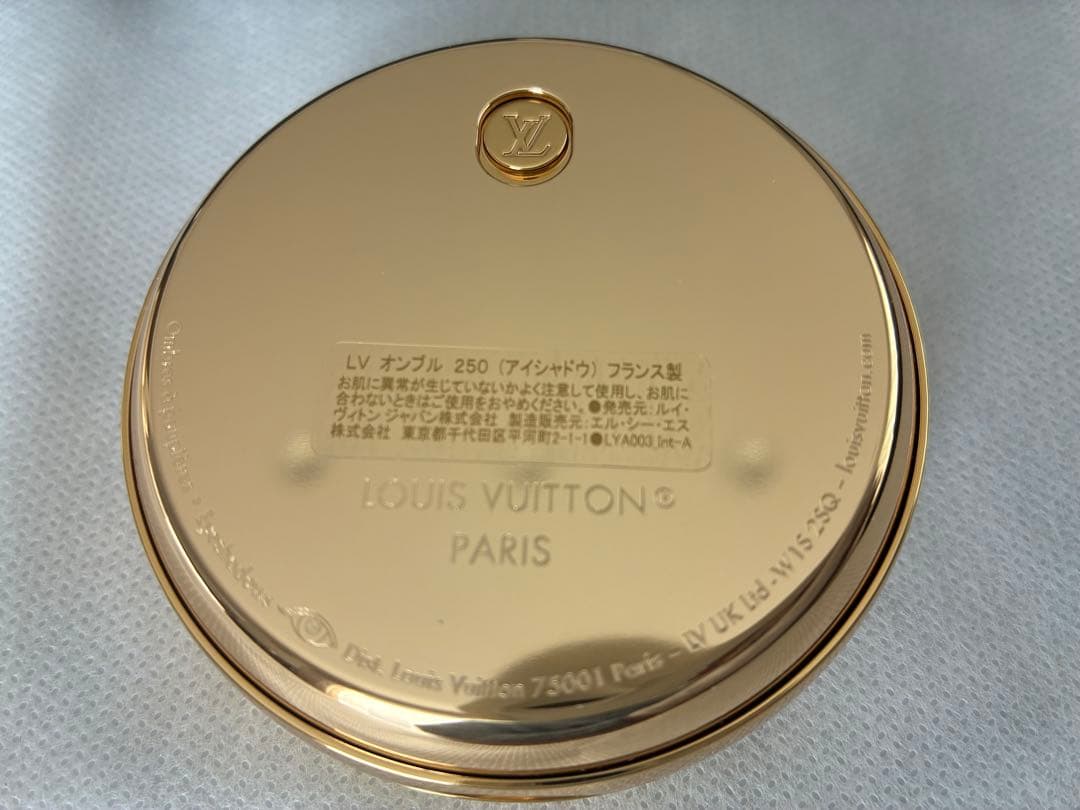 LV
LV オンブル 250 (アイシャドウ) フランス製
お肌に異常が生じていないかよく注意して使用し、お肌に
合わないときはご使用をおやめください。●発売元:ルイ・
ヴィトン ジャパン株式会社 製造販売元:エル・シー・エス
株式会社 東京都千代田区平河町2-1-1●LYA003_Int-A
LOUIS VUITTON
PARIS
Eyeshadows - Dist. Louis Vuitton 75001 Paris - LV UK Ltd - W1S 2SQ - louisvuitton.com